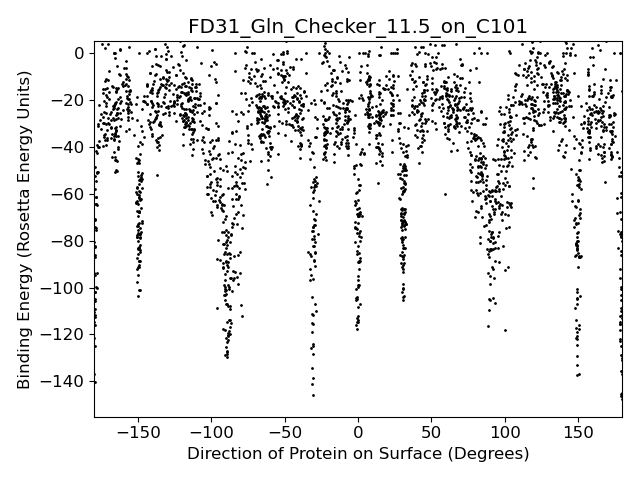 FD31_Gln_Checker_11.5_on_C101
0
−20
−40
−60
−80
−100
−120
−140
Binding Energy (Rosetta Energy Units)
−150 −100 −50 0 50 100 150
Direction of Protein on Surface (Degrees)